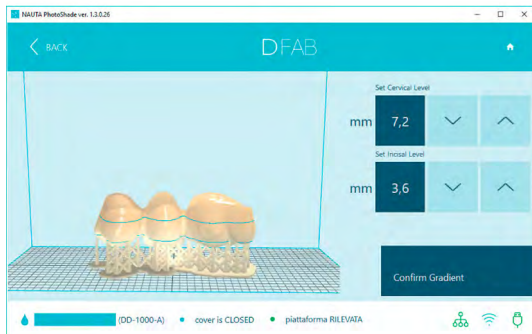 NAUTA PhotoShade ver. 1.3.0.26
BACK
DFAB
Set Cervical Level
mm 7,2
Set Incisal Level
mm 3,6
Confirm Gradient
(DD-1000-A) cover is CLOSED piattaforma RILEVATA